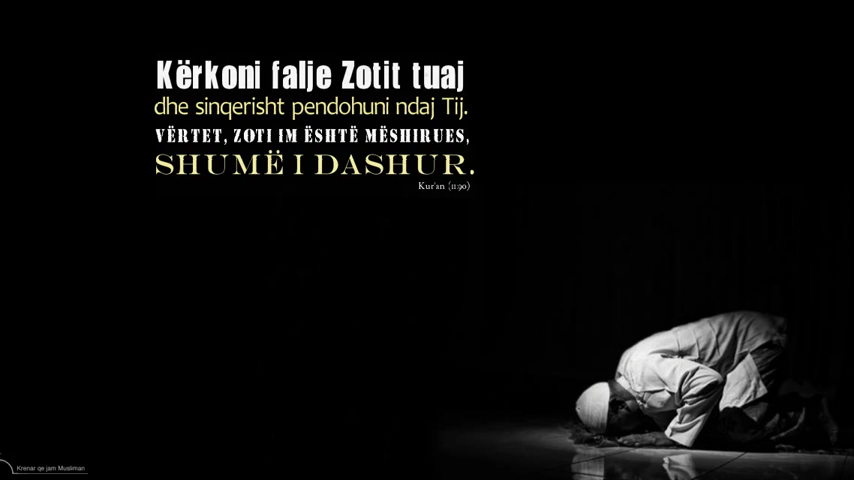 Kërkoni falje Zotit tuaj
dhe sinqerisht pendohuni ndaj Tij.
VËRTET, ZOTI IM ËSHTË MËSHIRUES,
SHUMË I DASHUR.
Kur'an (11:90)
Krenar qe jam Musliman